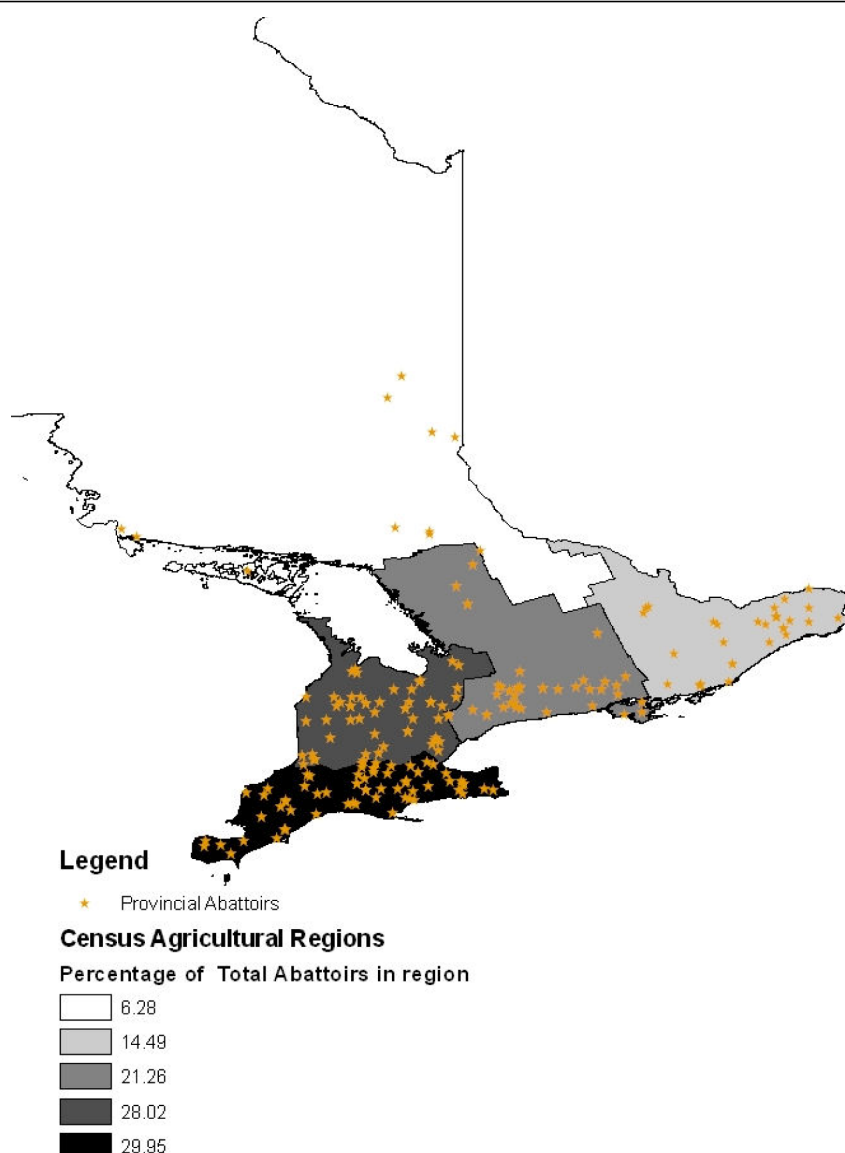 Legend
Provincial Abattoirs
Census Agricultural Regions
Percentage of Total Abattoirs in region
6.28
14.49
21.26
28.02
29.95